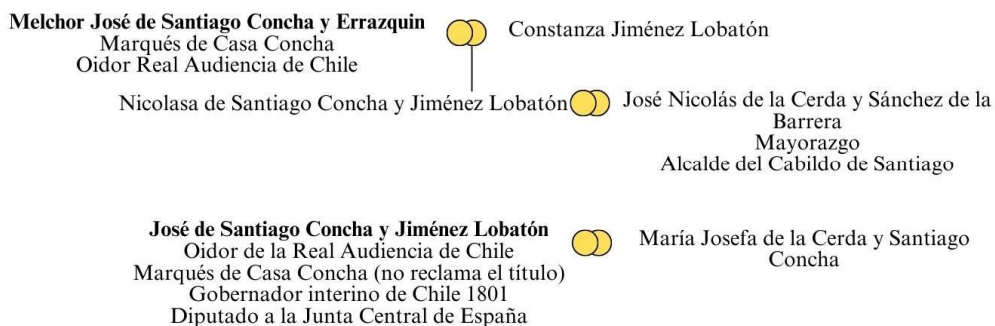 Melchor José de Santiago Concha y Errazquin
Marqués de Casa Concha
Oidor Real Audiencia de Chile
Constanza Jiménez Lobatón
Nicolasa de Santiago Concha y Jiménez Lobatón
José Nicolás de la Cerda y Sánchez de la
Barrera
Mayorazgo
Alcalde del Cabildo de Santiago
José de Santiago Concha y Jiménez Lobatón
Oidor de la Real Audiencia de Chile
Marqués de Casa Concha (no reclama el título)
Gobernador interino de Chile 1801
Diputado a la Junta Central de España
María Josefa de la Cerda y Santiago
Concha